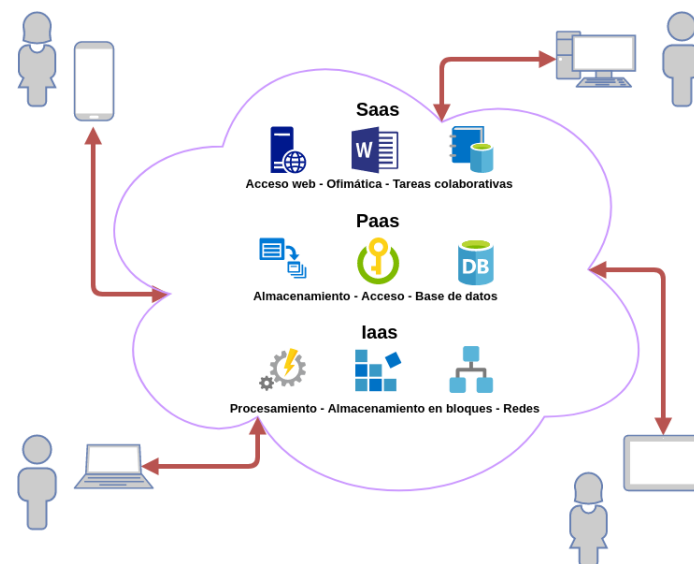 Saas
W
Acceso web - Ofimática - Tareas colaborativas
Paas
DB
Almacenamiento - Acceso - Base de datos
Iaas
Procesamiento - Almacenamiento en bloques - Redes